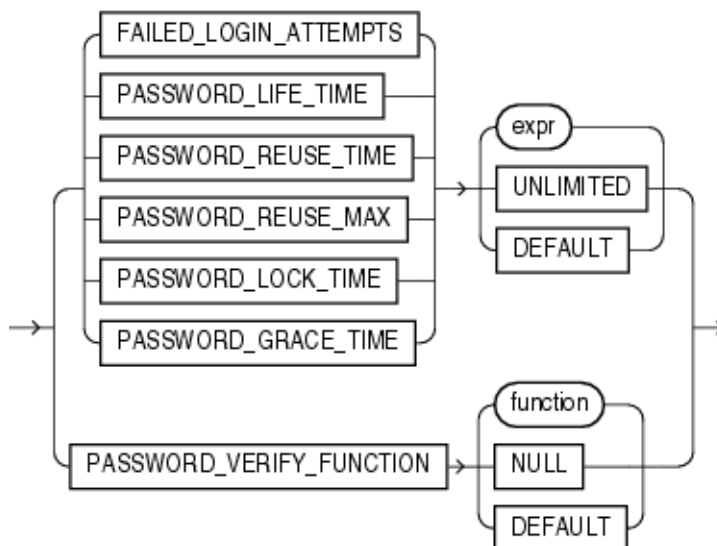 FAILED_LOGIN_ATTEMPTS
PASSWORD_LIFE_TIME
PASSWORD_REUSE_TIME
PASSWORD_REUSE_MAX
PASSWORD_LOCK_TIME
PASSWORD_GRACE_TIME
expr
UNLIMITED
DEFAULT
PASSWORD_VERIFY_FUNCTION
function
NULL
DEFAULT